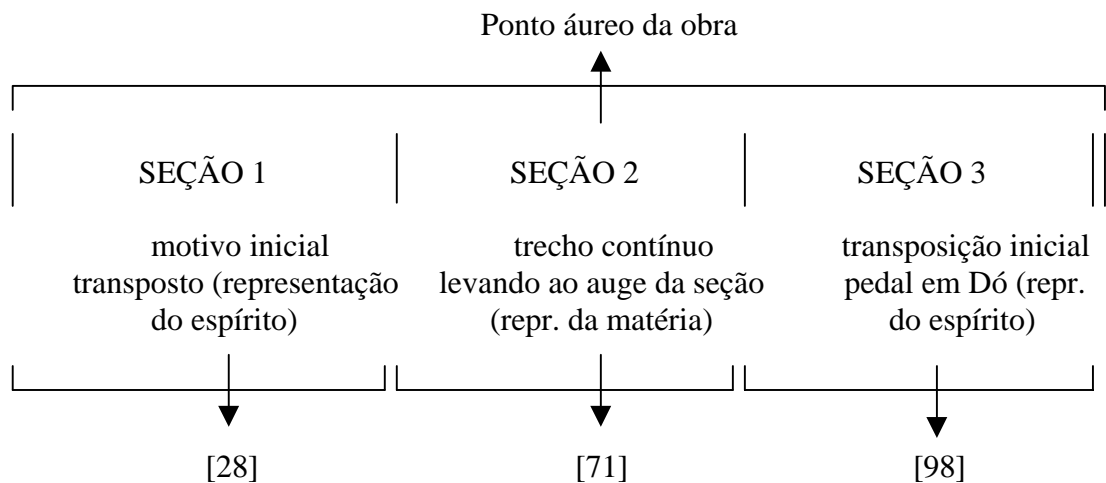 Ponto áureo da obra
SEÇÃO 1
SEÇÃO 2
SEÇÃO 3
motivo inicial
transposto (representação
do espírito)
trecho contínuo
levando ao auge da seção
(repr. da matéria)
transposição inicial
pedal em Dó (repr.
do espírito)
[28]
[71]
[98]